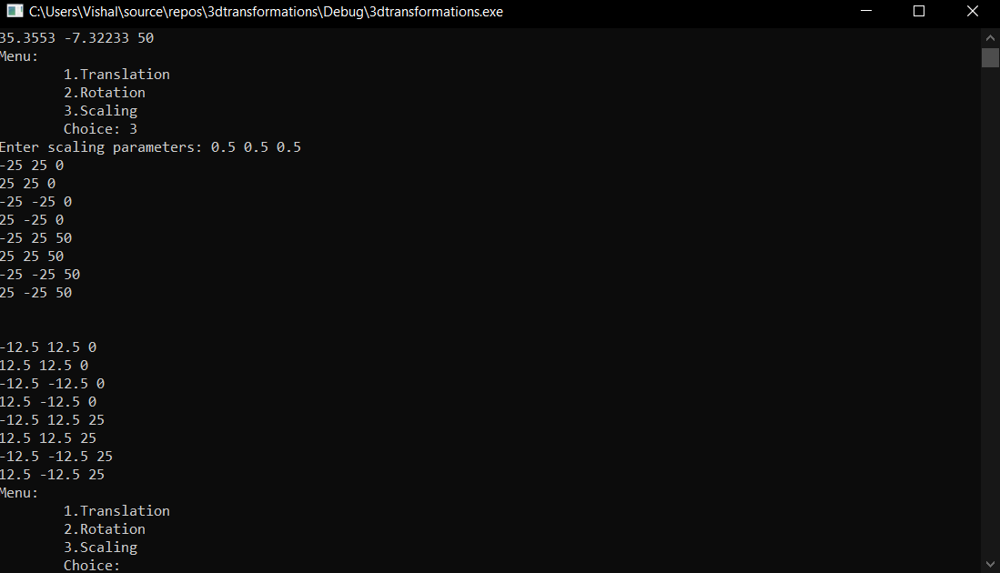 C:\Users\Vishal\source\repos\3dtransformations\Debug\3dtransformations.exe
35.3553 -7.32233 50
Menu:
1.Translation
2.Rotation
3.Scaling
Choice: 3
Enter scaling parameters: 0.5 0.5 0.5
-25 25 0
25 25 0
-25 -25 0
25 -25 0
-25 25 50
25 25 50
-25 -25 50
25 -25 50
-12.5 12.5 0
12.5 12.5 0
-12.5 -12.5 0
12.5 -12.5 0
-12.5 12.5 25
12.5 12.5 25
-12.5 -12.5 25
12.5 -12.5 25
Menu:
1.Translation
2.Rotation
3.Scaling
Choice: